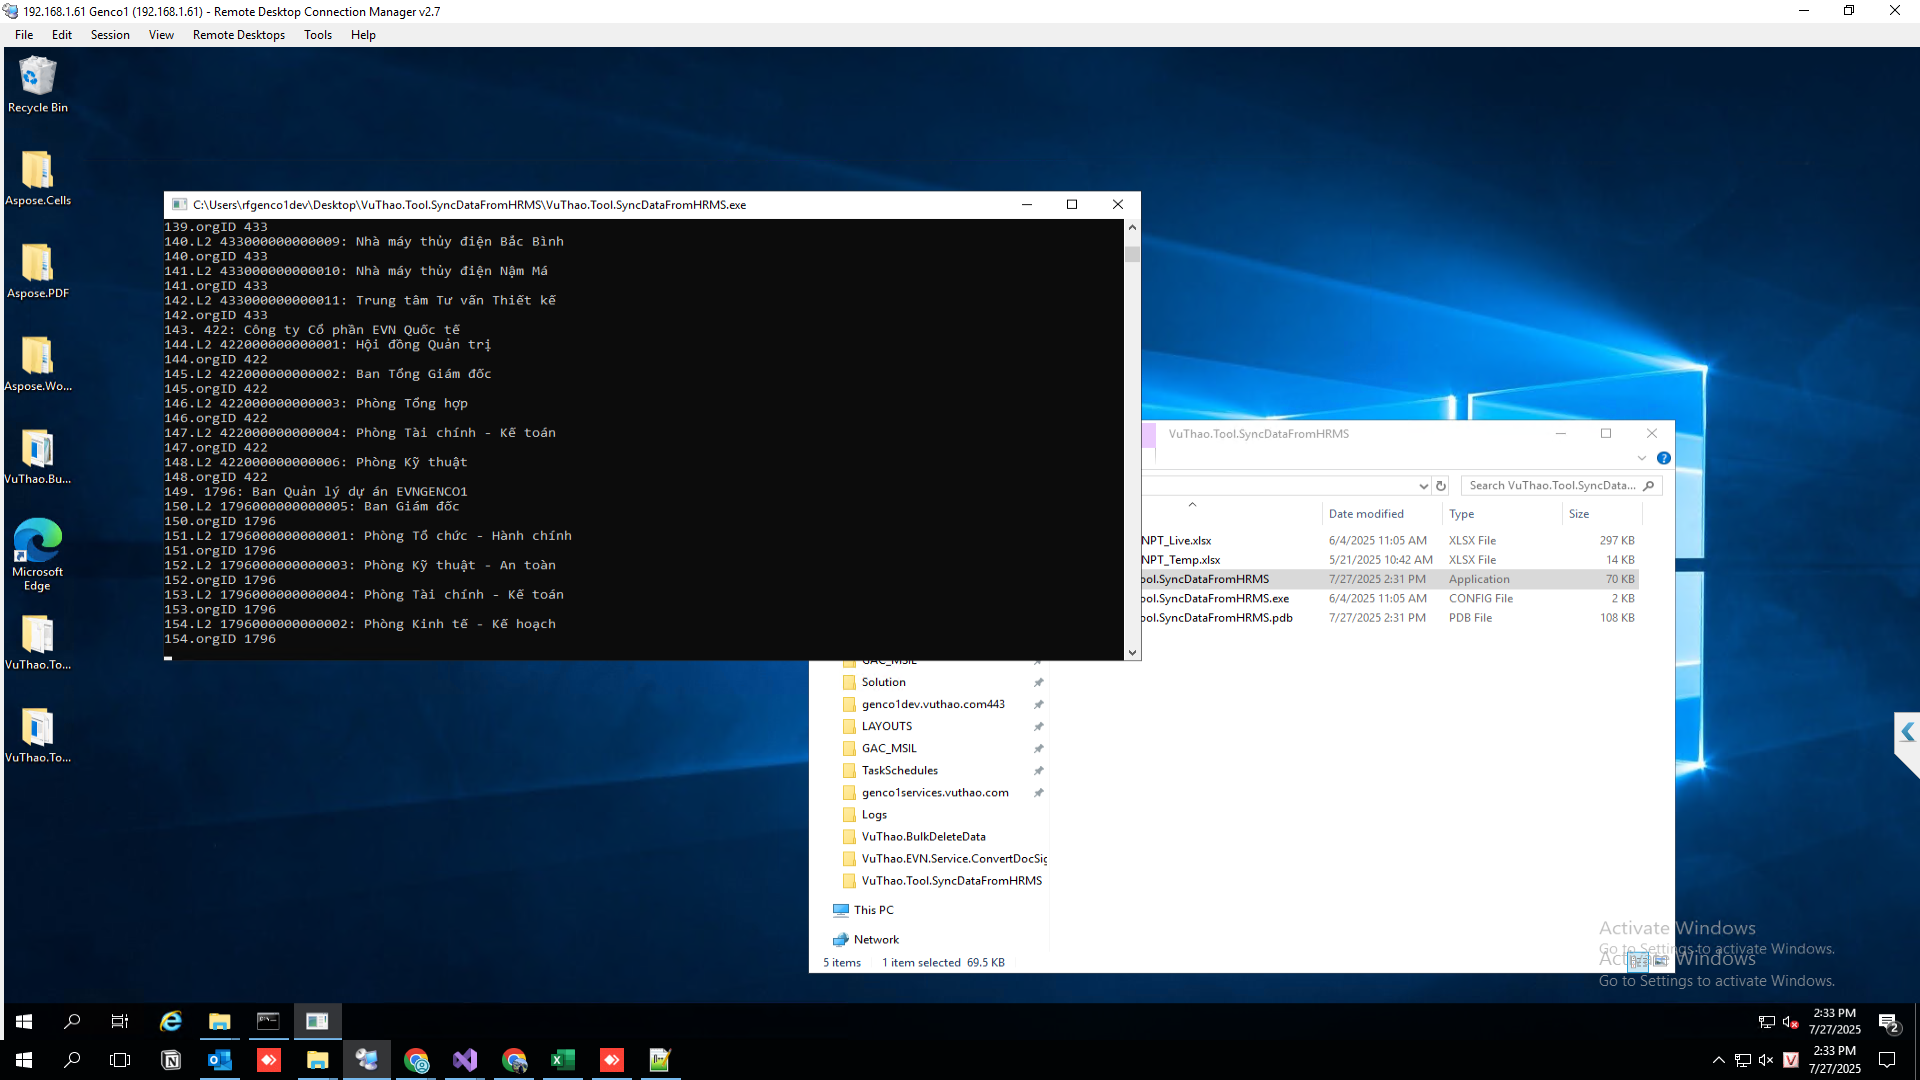 192.168.1.61 Genco1 (192.168.1.61) - Remote Desktop Connection Manager v2.7
File Edit Session View Remote Desktops Tools Help
Recycle Bin
Aspose.Cells
Aspose.PDF
Aspose.Wo...
VuThao.Bu...
Microsoft
Edge
VuThao.To...
VuThao.To...
C:\Users\rfgenco1dev\Desktop\VuThao.Tool.SyncDataFromHRMS\VuThao.Tool.SyncDataFromHRMS.exe
139.orgID 433
140.L2 433000000000009: Nhà máy thủy điện Bắc Bình
140.orgID 433
141.L2 433000000000010: Nhà máy thủy điện Nậm Má
141.orgID 433
142.L2 433000000000011: Trung tâm Tư vấn Thiết kế
142.orgID 433
143. 422: Công ty Cổ phần EVN Quốc tế
144.L2 422000000000001: Hội đồng Quản trị
144.orgID 422
145.L2 422000000000002: Ban Tổng Giám đốc
145.orgID 422
146.L2 422000000000003: Phòng Tổng hợp
146.orgID 422
147.L2 422000000000004: Phòng Tài chính - Kế toán
147.orgID 422
148.L2 422000000000006: Phòng Kỹ thuật
148.orgID 422
149. 1796: Ban Quản lý dự án EVNGENCO1
150.L2 1796000000000005: Ban Giám đốc
150.orgID 1796
151.L2 1796000000000001: Phòng Tổ chức - Hành chính
151.orgID 1796
152.L2 1796000000000003: Phòng Kỹ thuật - An toàn
152.orgID 1796
153.L2 1796000000000004: Phòng Tài chính - Kế toán
153.orgID 1796
154.L2 1796000000000002: Phòng Kinh tế - Kế hoạch
154.orgID 1796
VuThao.Tool.SyncDataFromHRMS
Search VuThao.Tool.SyncData...
Date modified Type Size
NPT_Live.xlsx 6/4/2025 11:05 AM XLSX File 297 KB
NPT_Temp.xlsx 5/21/2025 10:42 AM XLSX File 14 KB
ool.SyncDataFromHRMS 7/27/2025 2:31 PM Application 70 KB
ool.SyncDataFromHRMS.exe 6/4/2025 11:05 AM CONFIG File 2 KB
ool.SyncDataFromHRMS.pdb 7/27/2025 2:31 PM PDB File 108 KB
GAC_MSIL
Solution
genco1dev.vuthao.com443
LAYOUTS
GAC_MSIL
TaskSchedules
genco1services.vuthao.com
Logs
VuThao.BulkDeleteData
VuThao.EVN.Service.ConvertDocSig
VuThao.Tool.SyncDataFromHRMS
This PC
Network
5 items 1 item selected 69.5 KB
Activate Windows
Go to Settings to activate Windows.
Activate Windows
Go to Settings to activate Windows.
2:33 PM
7/27/2025
2
2:33 PM
7/27/2025